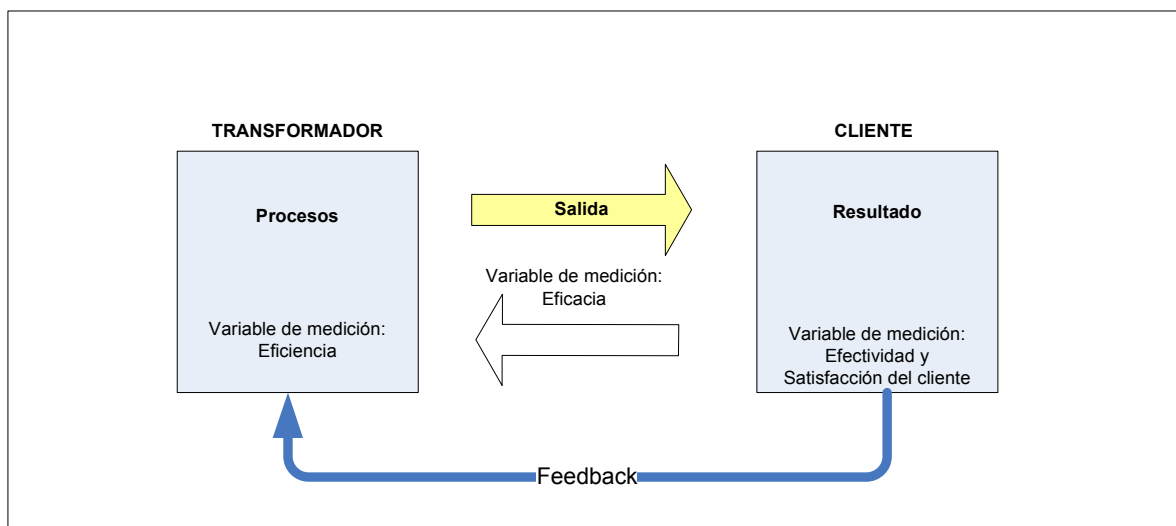 TRANSFORMADOR
Procesos
Variable de medición:
Eficiencia
Salida
Variable de medición:
Eficacia
CLIENTE
Resultado
Variable de medición:
Efectividad y
Satisfacción del cliente
Feedback